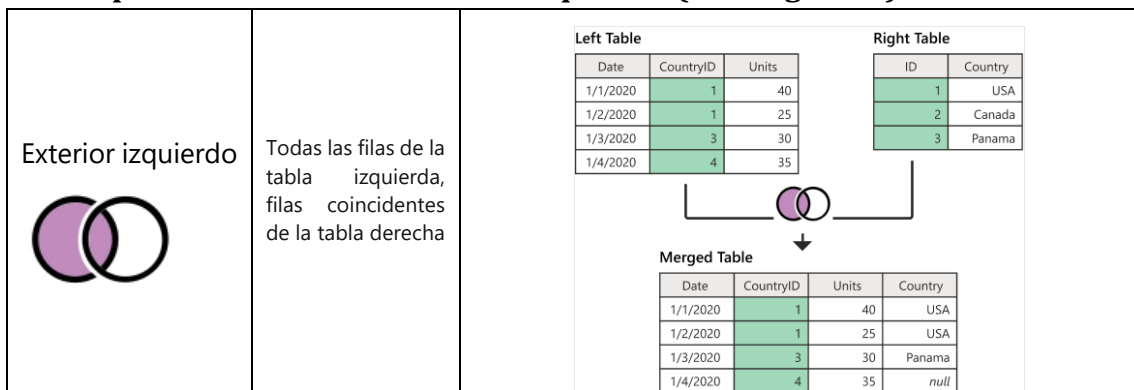 Exterior izquierdo
Todas las filas de la
tabla izquierda,
filas coincidentes
de la tabla derecha
Left Table
Date CountryID Units
1/1/2020 1 40
1/2/2020 1 25
1/3/2020 3 30
1/4/2020 4 35
Right Table
ID Country
1 USA
2 Canada
3 Panama
Merged Table
Date CountryID Units Country
1/1/2020 1 40 USA
1/2/2020 1 25 USA
1/3/2020 3 30 Panama
1/4/2020 4 35 null